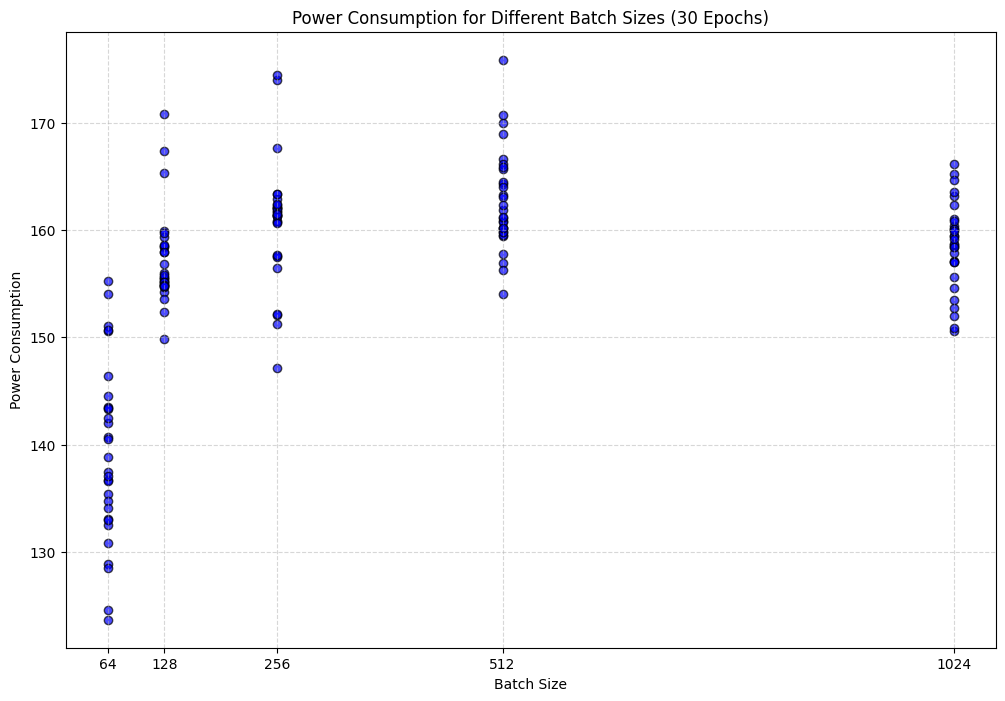 Power Consumption for Different Batch Sizes (30 Epochs)
Power Consumption
170
160
150
140
130
64 128 256 512 1024
Batch Size